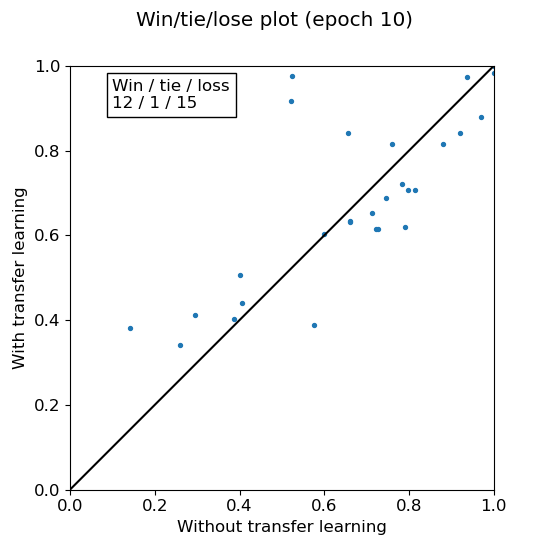 Win/tie/lose plot (epoch 10)
1.0
Win / tie / loss
12 / 1 / 15
0.8
0.6
0.4
0.2
0.0
With transfer learning
0.0 0.2 0.4 0.6 0.8 1.0
Without transfer learning